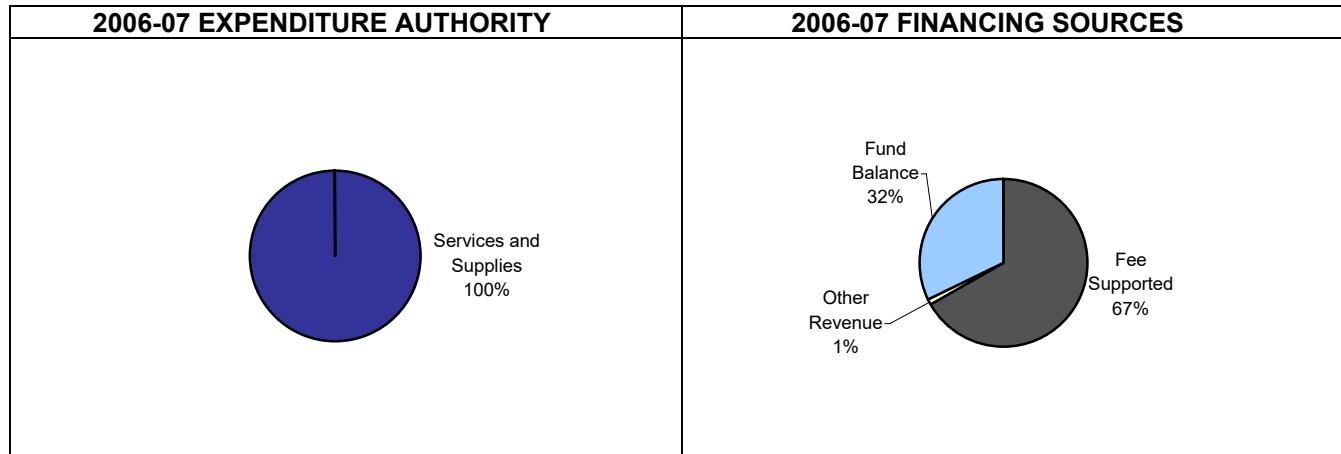 2006-07 EXPENDITURE AUTHORITY
2006-07 FINANCING SOURCES
Services and
Supplies
100%
Fund
Balance
32%
Other
Revenue
1%
Fee
Supported
67%